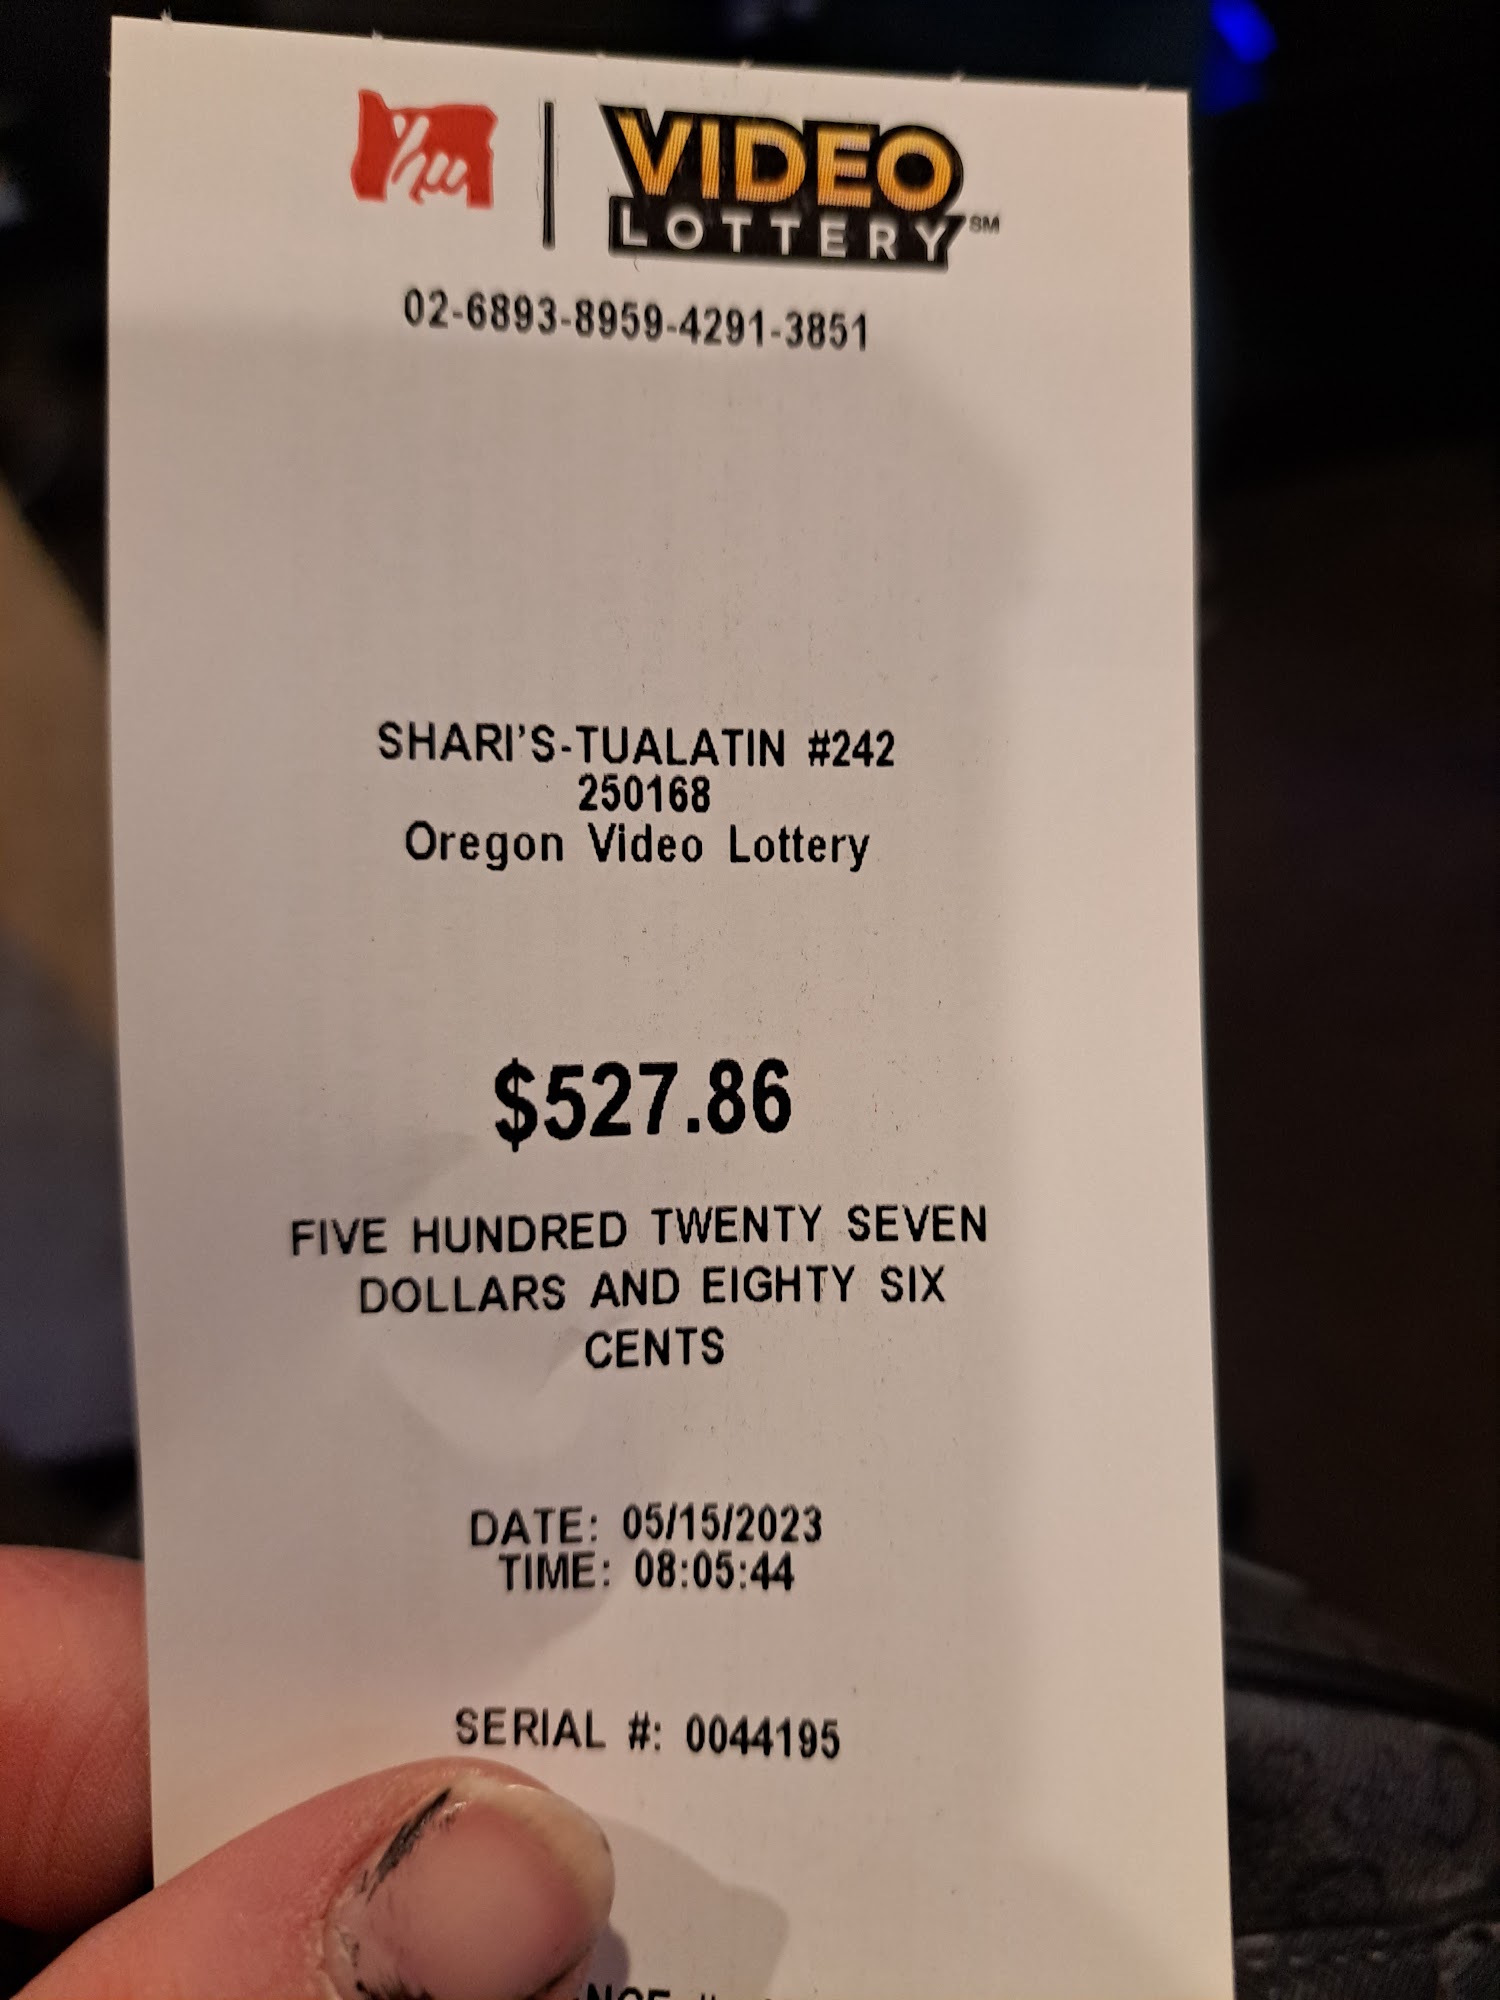 VIDEO
LOTTERY SM
02-6893-8959-4291-3851
SHARI'S-TUALATIN #242
250168
Oregon Video Lottery
$527.86
FIVE HUNDRED TWENTY SEVEN
DOLLARS AND EIGHTY SIX
CENTS
DATE: 05/15/2023
TIME: 08:05:44
SERIAL #: 0044195